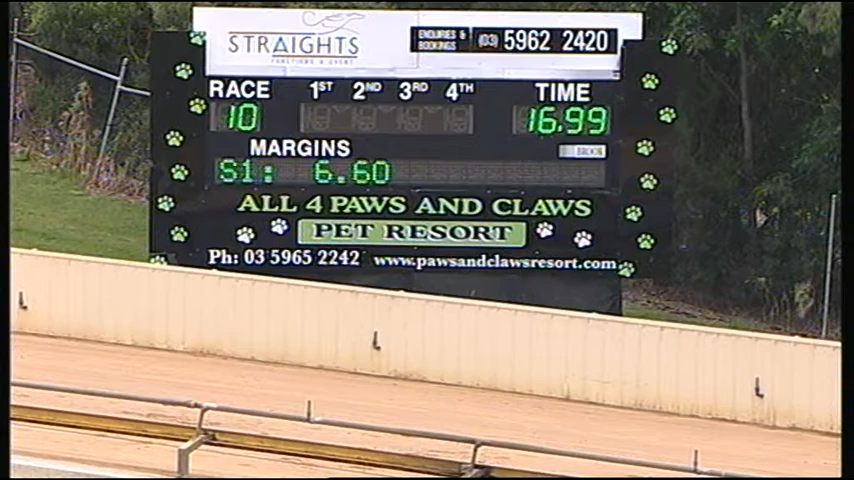 STRAIGHTS
FUNCTIONS & EVENT
ENQUIRIES & BOOKINGS (03) 5962 2420
RACE 1ST 2ND 3RD 4TH TIME
10 16.99
MARGINS
S1: 6.60
ALL 4 PAWS AND CLAWS
PET RESORT
Ph: 03 5965 2242 www.pawsandclawsresort.com